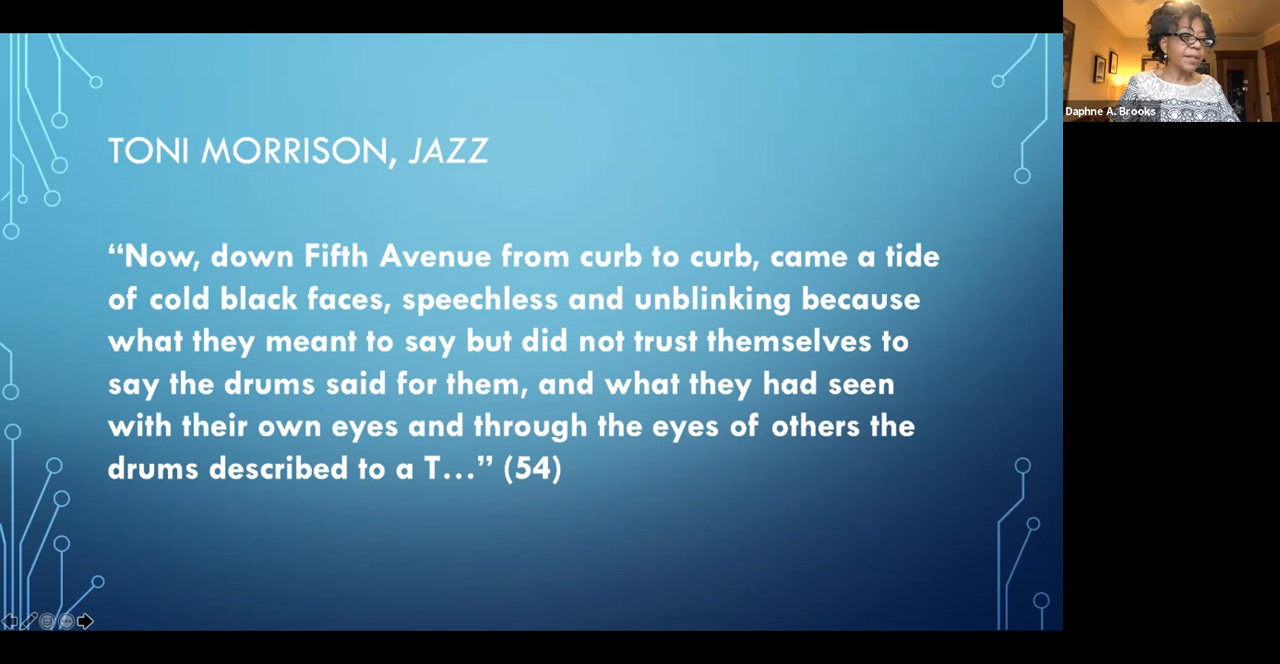 TONI MORRISON, JAZZ
“Now, down Fifth Avenue from curb to curb, came a tide
of cold black faces, speechless and unblinking because
what they meant to say but did not trust themselves to
say the drums said for them, and what they had seen
with their own eyes and through the eyes of others the
drums described to a T…” (54)
Daphne A. Brooks